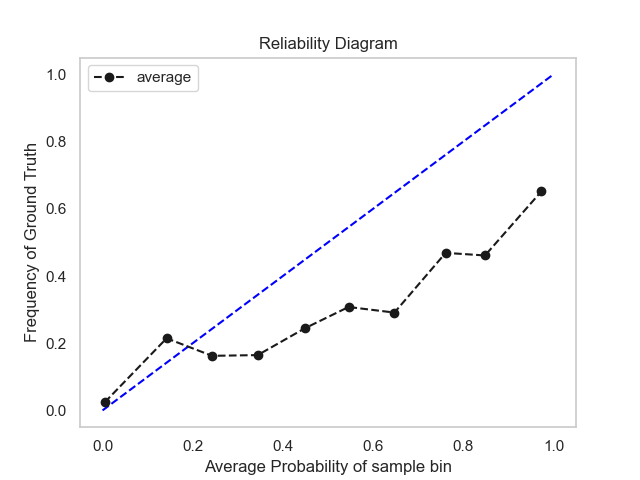 Reliability Diagram
average
1.0
0.8
0.6
0.4
0.2
0.0
Frequency of Ground Truth
0.0 0.2 0.4 0.6 0.8 1.0
Average Probability of sample bin